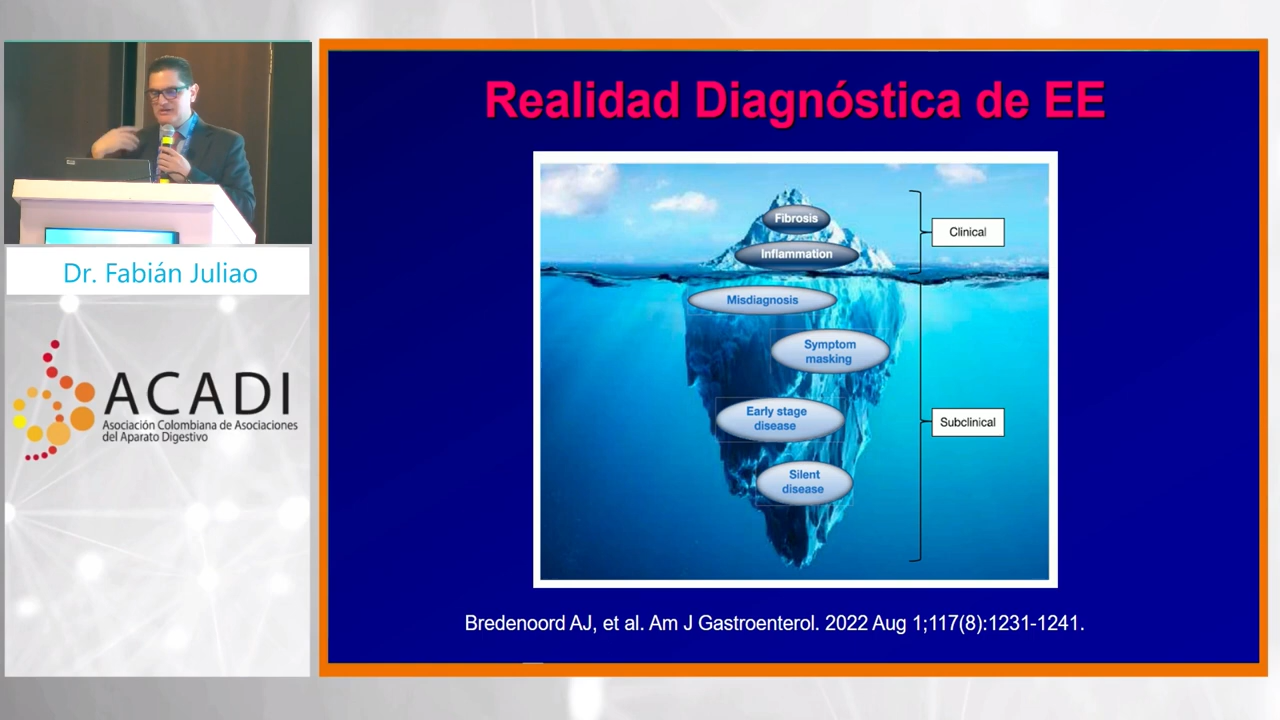 Realidad Diagnóstica de EE
Fibrosis
Inflammation
Clinical
Misdiagnosis
Symptom
masking
Early stage
disease
Silent
disease
Subclinical
Bredenoord AJ, et al. Am J Gastroenterol. 2022 Aug 1;117(8):1231-1241.
Dr. Fabián Juliao
ACADI
Asociación Colombiana de Asociaciones
del Aparato Digestivo